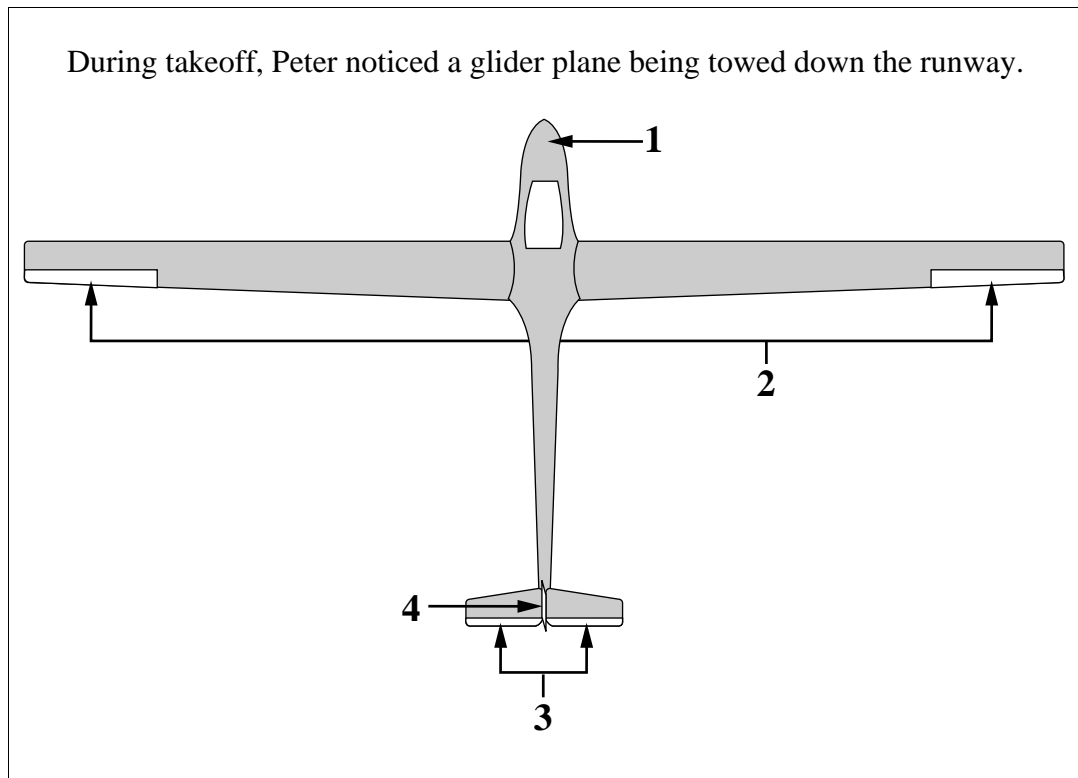 During takeoff, Peter noticed a glider plane being towed down the runway.
1
2
4
3